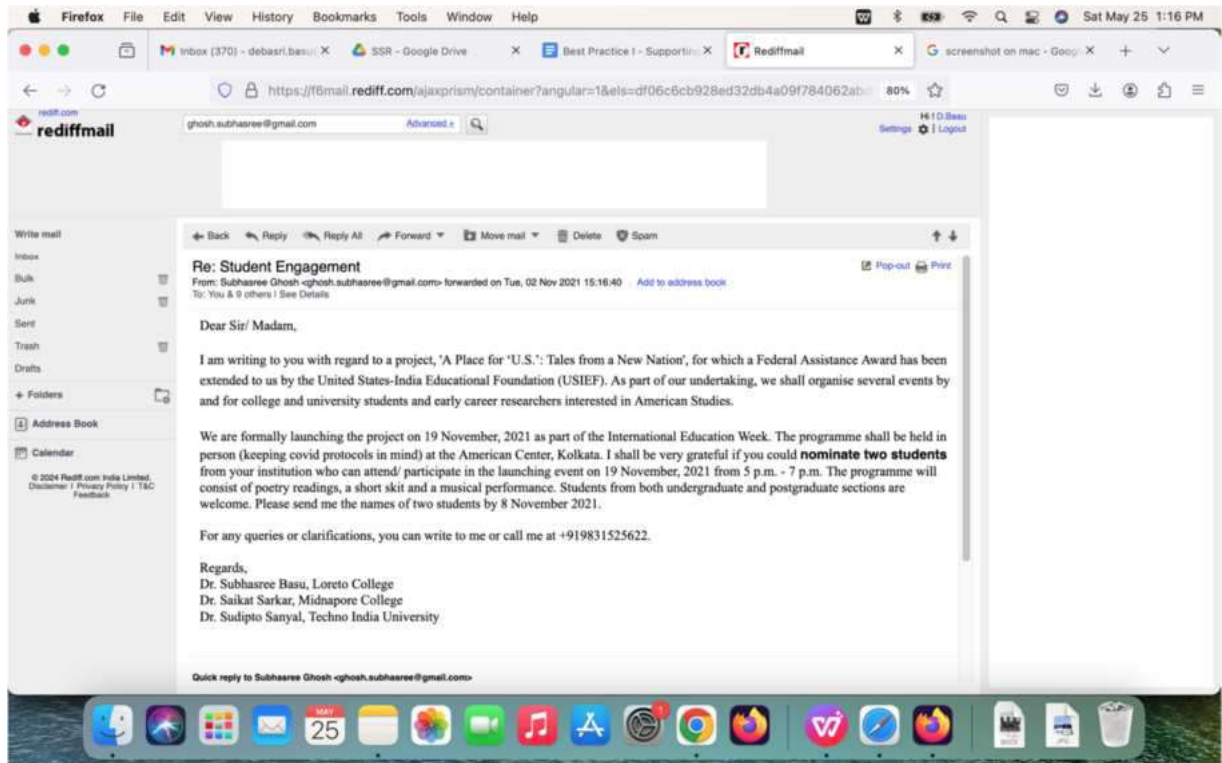 Firefox File Edit View History Bookmarks Tools Window Help Sat May 25 1:16 PM
Inbox (370) - debasri.basu SSR - Google Drive Best Practice I - Supporting Rediffmail screenshot on mac - Goog
https://f6mail.rediff.com/ajaxprism/container?angular=1&els=df06c6cb928ed32db4a09f784062ab 80%
rediff.com
rediffmail
ghosh.subhasree@gmail.com Advanced
Hi ! D.Basu
Settings | Logout
Write mail
Inbox
Bulk
Junk
Sent
Trash
Drafts
+ Folders
Address Book
Calendar
© 2024 Rediff.com India Limited.
Disclaimer | Privacy Policy | T&C
Feedback
Back Reply Reply All Forward Move mail Delete Spam
Re: Student Engagement Pop-out Print
From: Subhasree Ghosh <ghosh.subhasree@gmail.com> forwarded on Tue, 02 Nov 2021 15:16:40 Add to address book
To: You & 9 others | See Details
Dear Sir/ Madam,
I am writing to you with regard to a project, 'A Place for ‘U.S.’: Tales from a New Nation', for which a Federal Assistance Award has been
extended to us by the United States-India Educational Foundation (USIEF). As part of our undertaking, we shall organise several events by
and for college and university students and early career researchers interested in American Studies.
We are formally launching the project on 19 November, 2021 as part of the International Education Week. The programme shall be held in
person (keeping covid protocols in mind) at the American Center, Kolkata. I shall be very grateful if you could nominate two students
from your institution who can attend/ participate in the launching event on 19 November, 2021 from 5 p.m. - 7 p.m. The programme will
consist of poetry readings, a short skit and a musical performance. Students from both undergraduate and postgraduate sections are
welcome. Please send me the names of two students by 8 November 2021.
For any queries or clarifications, you can write to me or call me at +919831525622.
Regards,
Dr. Subhasree Basu, Loreto College
Dr. Saikat Sarkar, Midnapore College
Dr. Sudipto Sanyal, Techno India University
Quick reply to Subhasree Ghosh <ghosh.subhasree@gmail.com>
MAY
25